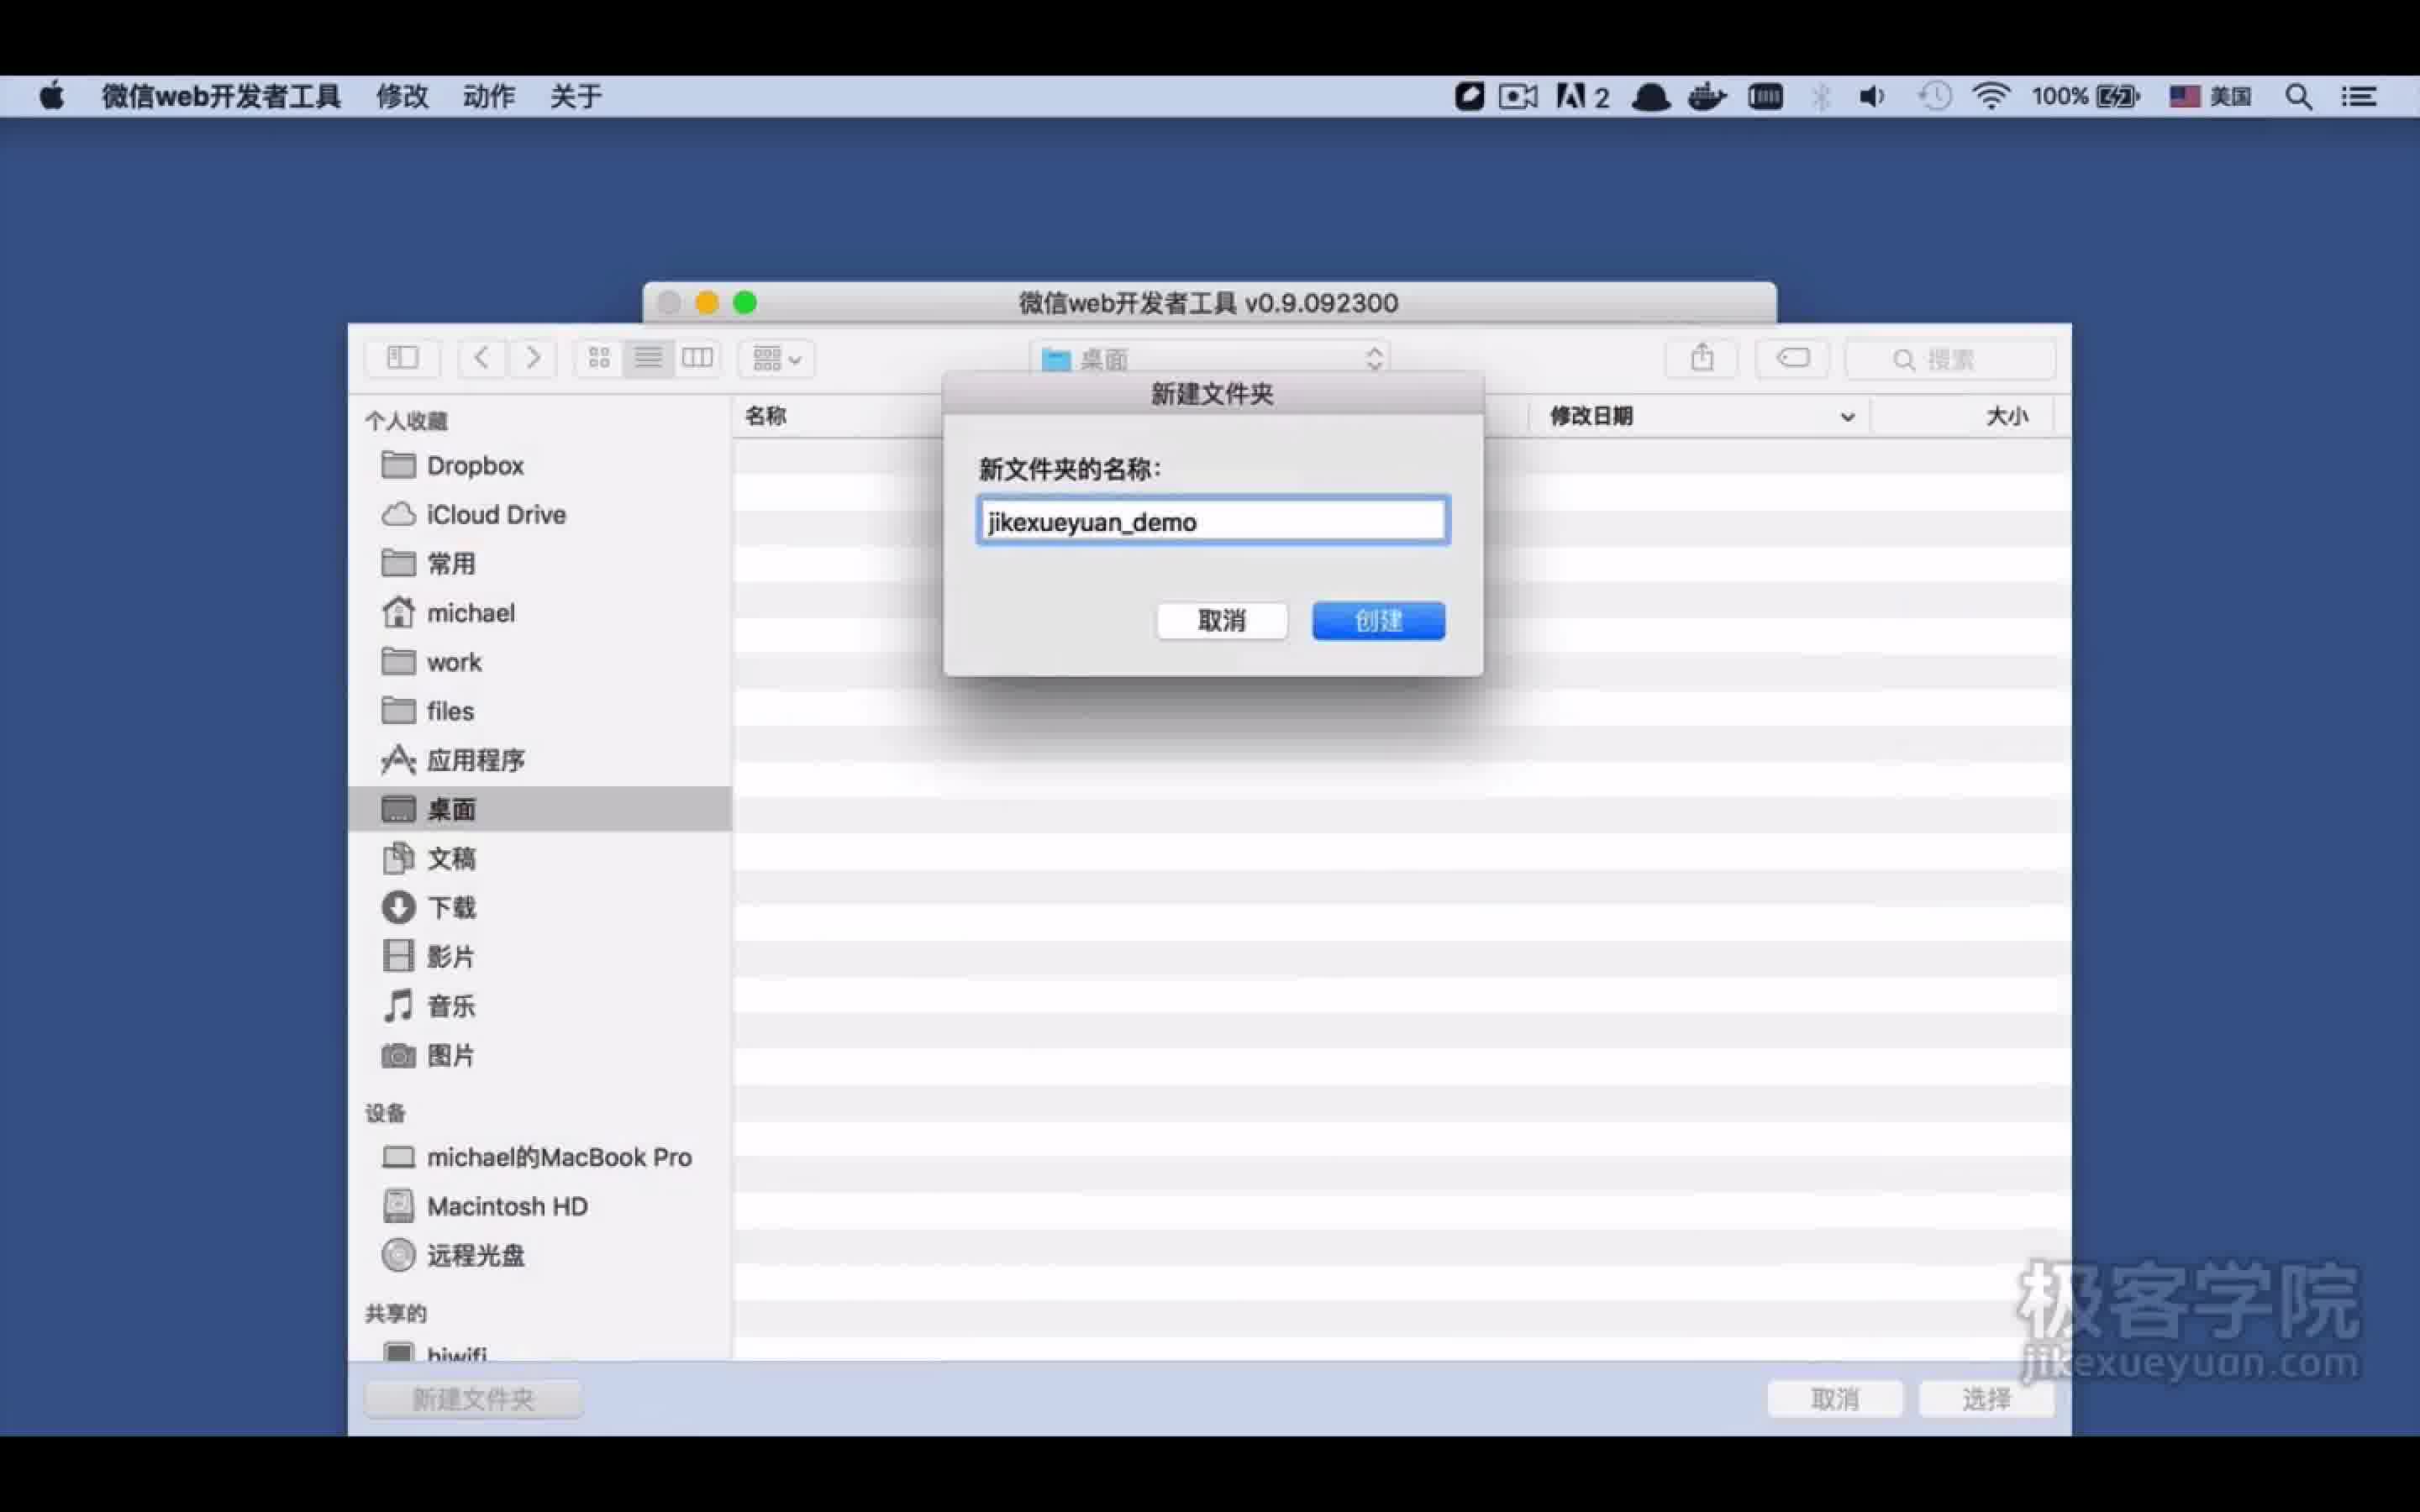 微信web开发者工具 修改 动作 关于 2 100% 美国
微信web开发者工具 v0.9.092300
桌面 搜索
新建文件夹
名称 修改日期 大小
新文件夹的名称：
jikexueyuan_demo
取消 创建
个人收藏
Dropbox
iCloud Drive
常用
michael
work
files
应用程序
桌面
文稿
下载
影片
音乐
图片
设备
michael的MacBook Pro
Macintosh HD
远程光盘
共享的
hiwifi
新建文件夹 取消 选择
极客学院
jikexueyuan.com